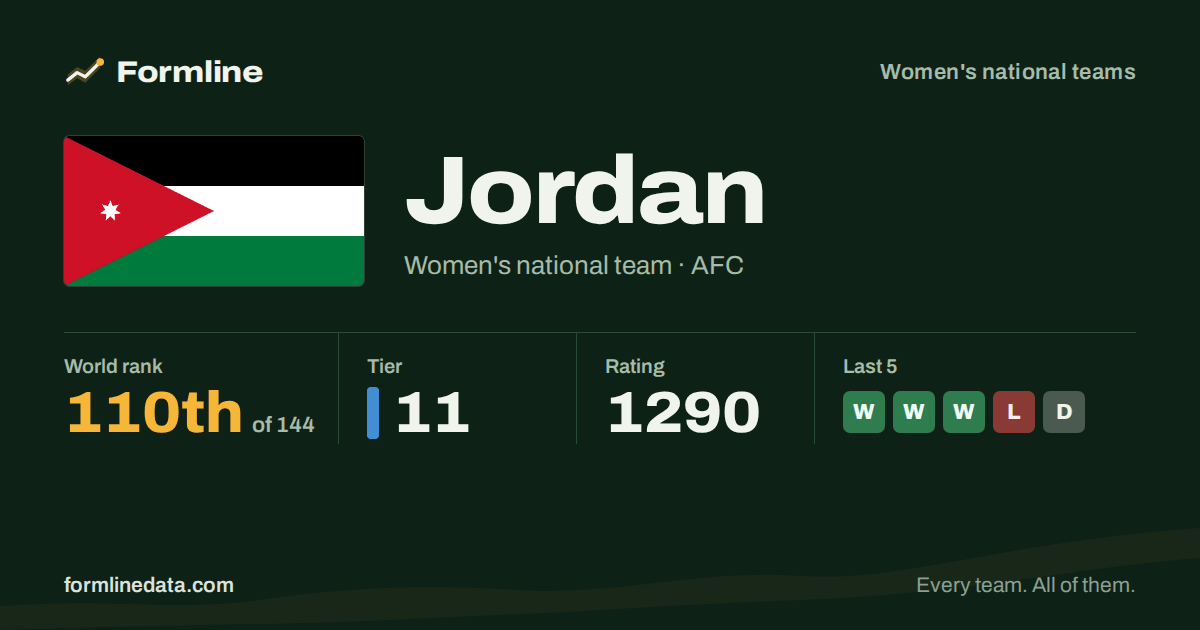 Formline
Women's national teams
Jordan
Women's national team · AFC
World rank
110th of 144
Tier
11
Rating
1290
Last 5
W W W L D
formlinedata.com
Every team. All of them.